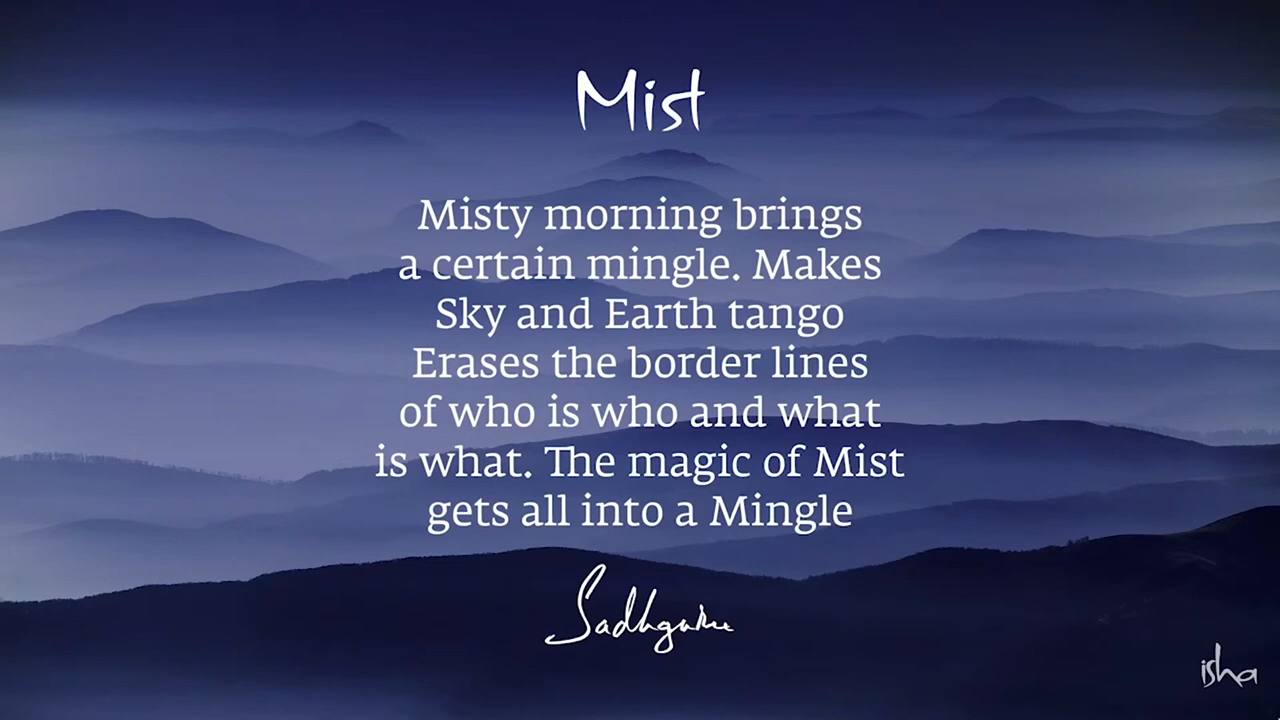 Mist
Misty morning brings
a certain mingle. Makes
Sky and Earth tango
Erases the border lines
of who is who and what
is what. The magic of Mist
gets all into a Mingle
Sadhguru
isha